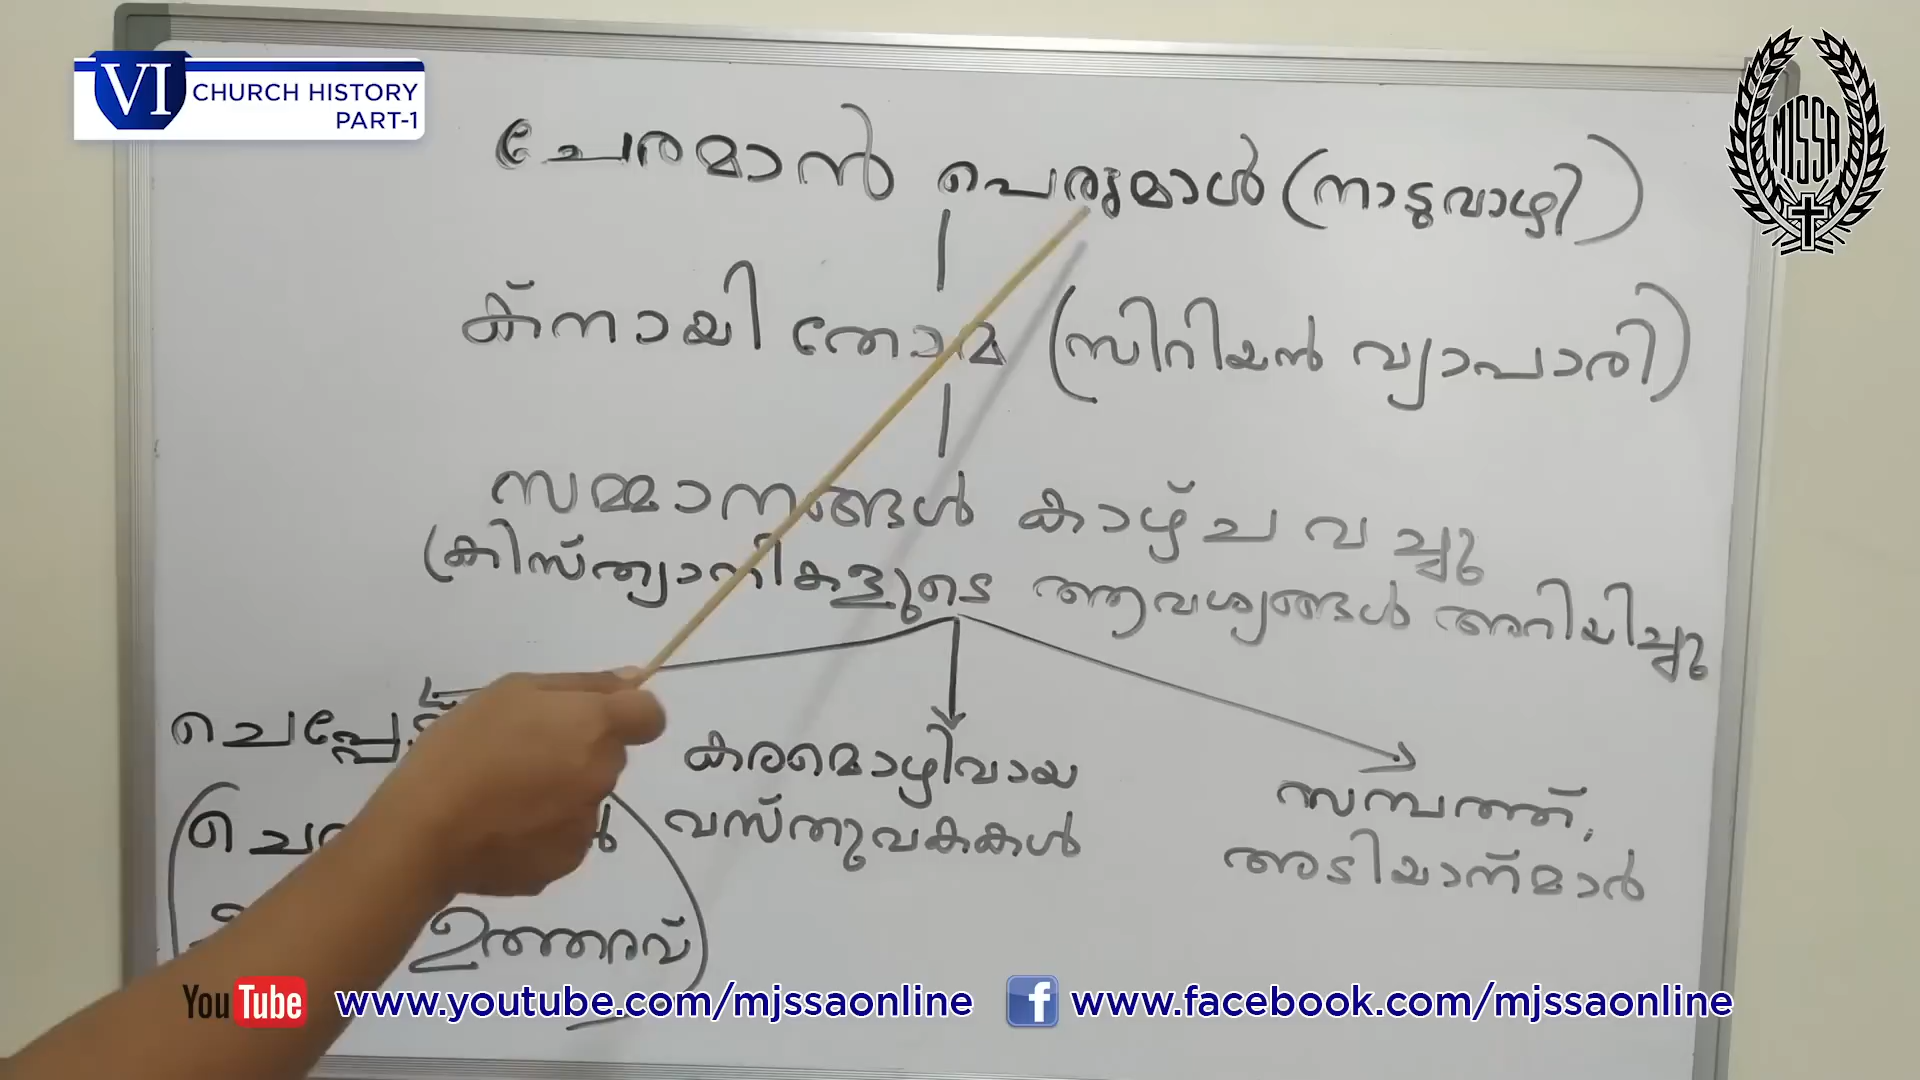 VI CHURCH HISTORY
PART-1
MJSSA
ചേരമാൻ പെരുമാൾ (നാടുവാഴി)
ക്നായി തോമ (സിറിയൻ വ്യാപാരി)
സമ്മാനങ്ങൾ കാഴ്ച വച്ചു
ക്രിസ്ത്യാനികളുടെ ആവശ്യങ്ങൾ അറിയിച്ചു
ചെപ്പേട് കരമൊഴിവായ സമ്പത്ത്,
വസ്തുവകകൾ അടിയാന്മാർ
ഉത്തരവ്
YouTube www.youtube.com/mjssaonline f www.facebook.com/mjssaonline